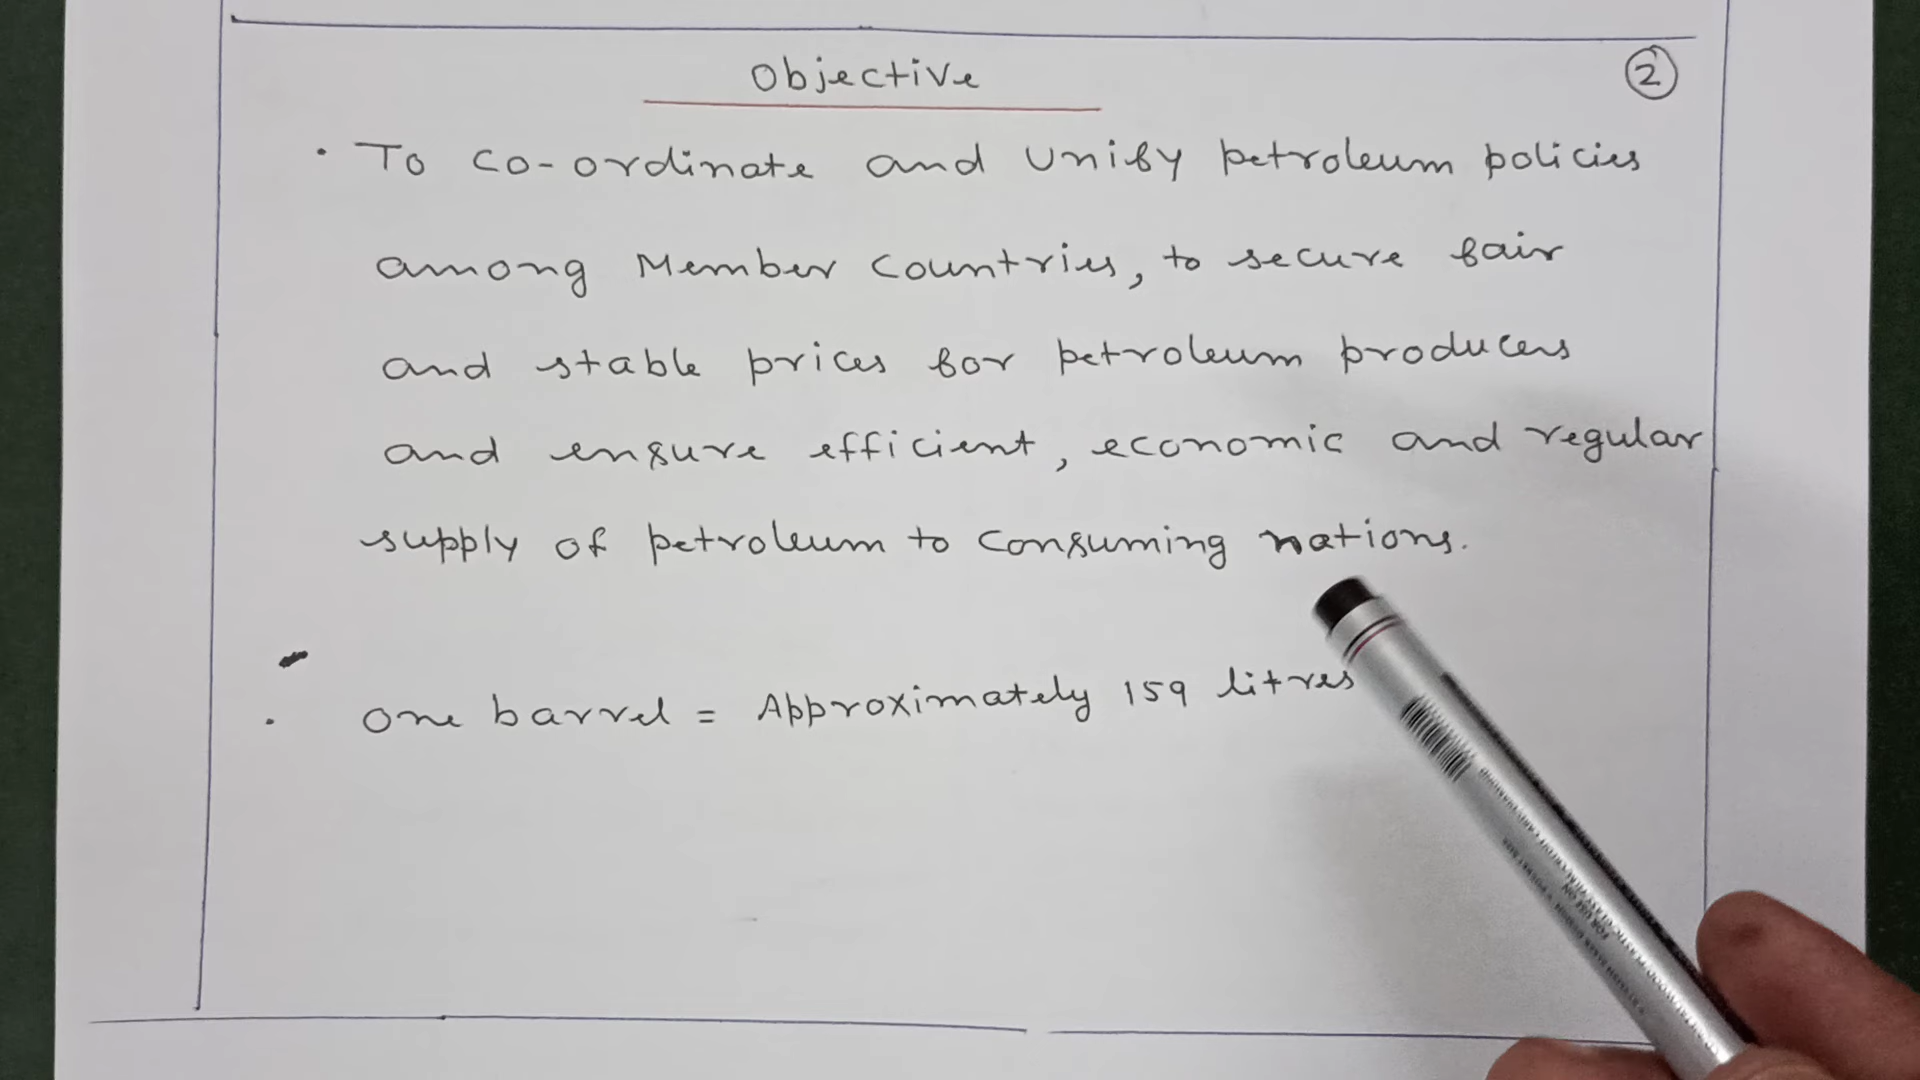 Objective
2
• To co-ordinate and Unify petroleum policies
among Member Countries, to secure fair
and stable prices for petroleum producers
and ensure efficient, economic and regular
supply of petroleum to consuming nations.
• One barrel = Approximately 159 litres